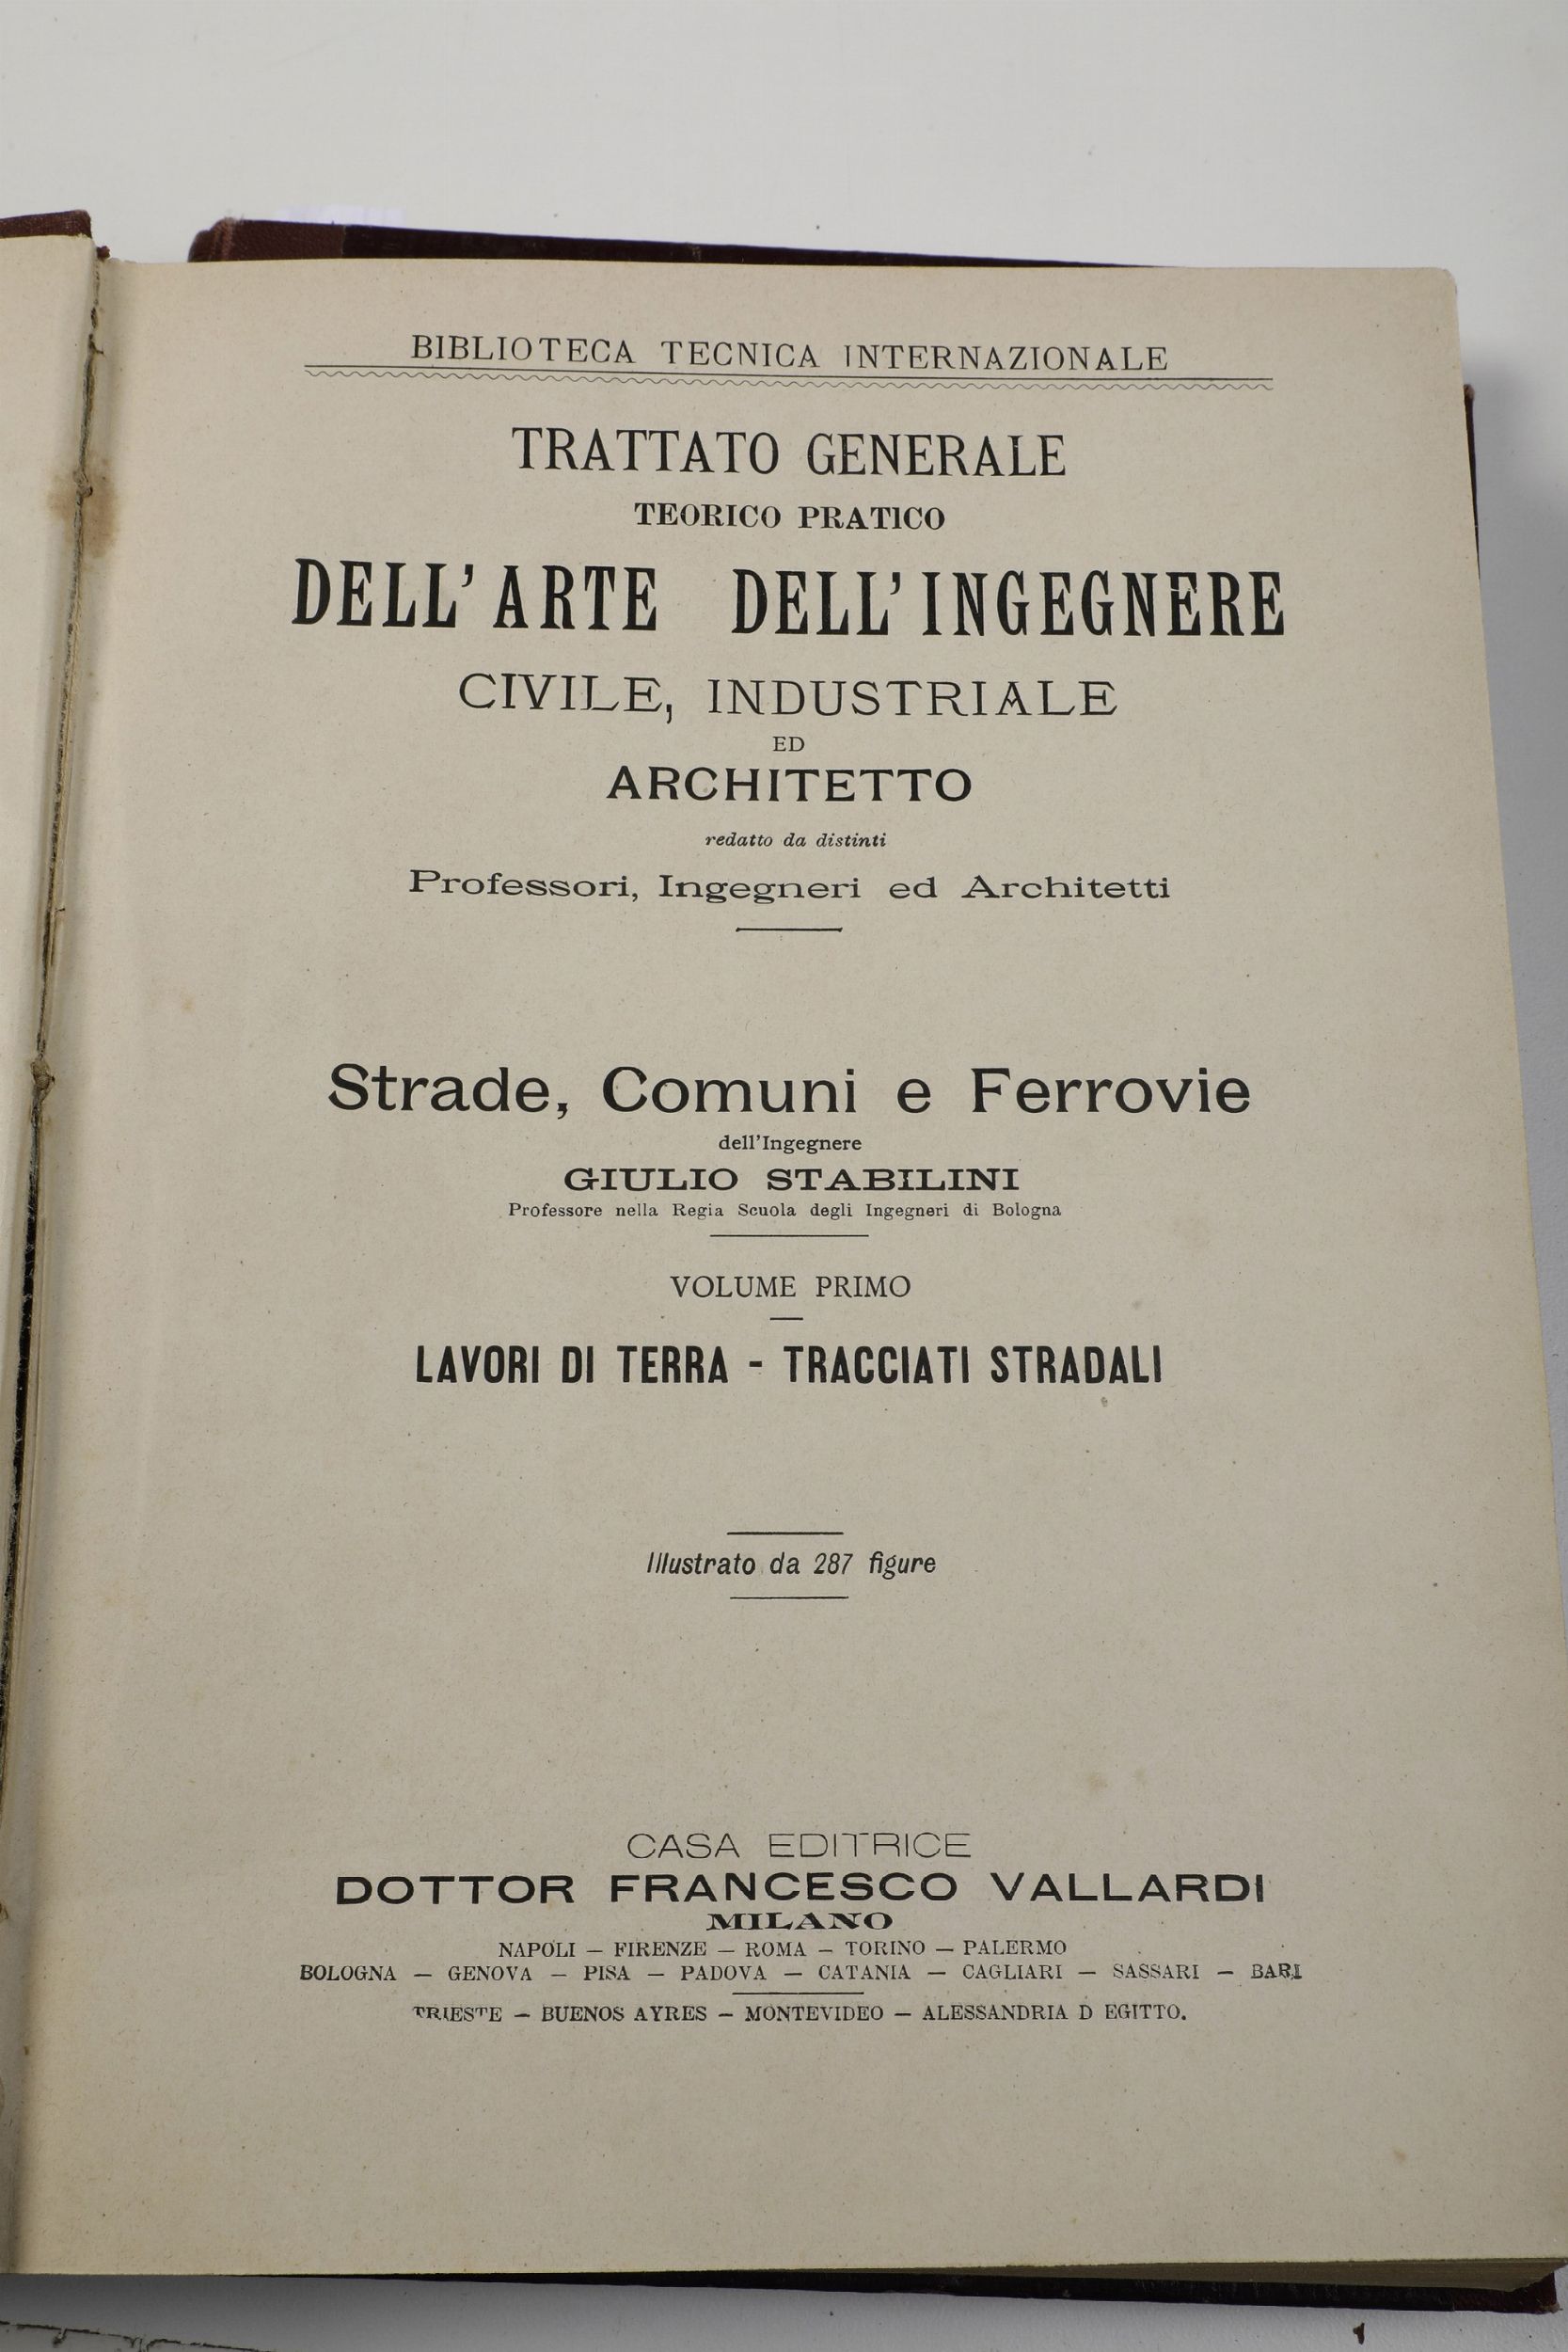 BIBLIOTECA TECNICA INTERNAZIONALE
TRATTATO GENERALE
TEORICO PRATICO
DELL'ARTE DELL'INGEGNERE
CIVILE, INDUSTRIALE
ED
ARCHITETTO
redatto da distinti
Professori, Ingegneri ed Architetti
Strade, Comuni e Ferrovie
dell'Ingegnere
GIULIO STABILINI
Professore nella Regia Scuola degli Ingegneri di Bologna
VOLUME PRIMO
LAVORI DI TERRA - TRACCIATI STRADALI
Illustrato da 287 figure
CASA EDITRICE
DOTTOR FRANCESCO VALLARDI
MILANO
NAPOLI — FIRENZE — ROMA — TORINO — PALERMO
BOLOGNA — GENOVA — PISA — PADOVA — CATANIA — CAGLIARI — SASSARI — BARI
TRIESTE — BUENOS AYRES — MONTEVIDEO — ALESSANDRIA D EGITTO.